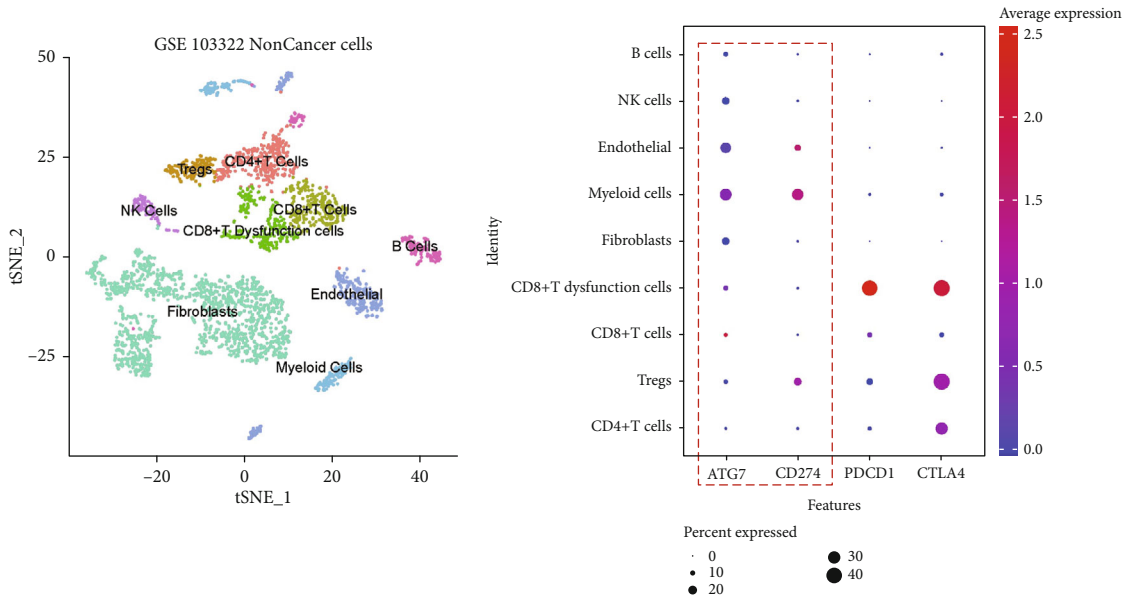 GSE 103322 NonCancer cells
50
25
0
−25
tSNE_2
−20
0
20
40
tSNE_1
Tregs
CD4+T Cells
NK Cells
CD8+T Cells
CD8+T Dysfunction cells
B Cells
Endothelial
Fibroblasts
Myeloid Cells
Identity
B cells
NK cells
Endothelial
Myeloid cells
Fibroblasts
CD8+T dysfunction cells
CD8+T cells
Tregs
CD4+T cells
ATG7
CD274
PDCD1
CTLA4
Features
Average expression
2.5
2.0
1.5
1.0
0.5
0.0
Percent expressed
0
10
20
30
40